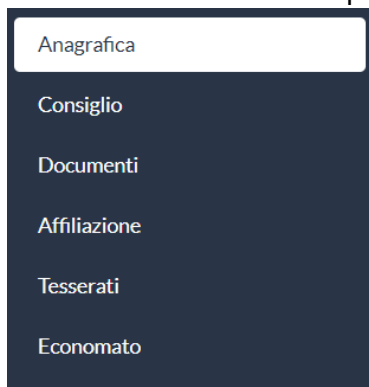 Anagrafica
Consiglio
Documenti
Affiliazione
Tesserati
Economato